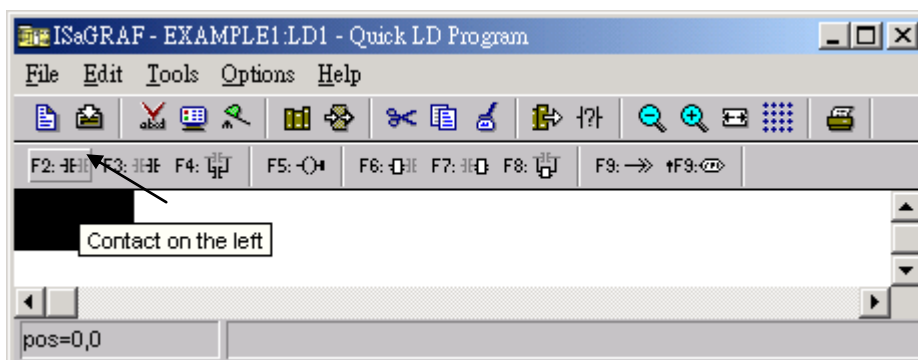 ISaGRAF - EXAMPLE1:LD1 - Quick LD Program
File Edit Tools Options Help
F2: F3: F4: F5: F6: F7: F8: F9: F9:
Contact on the left
pos=0,0